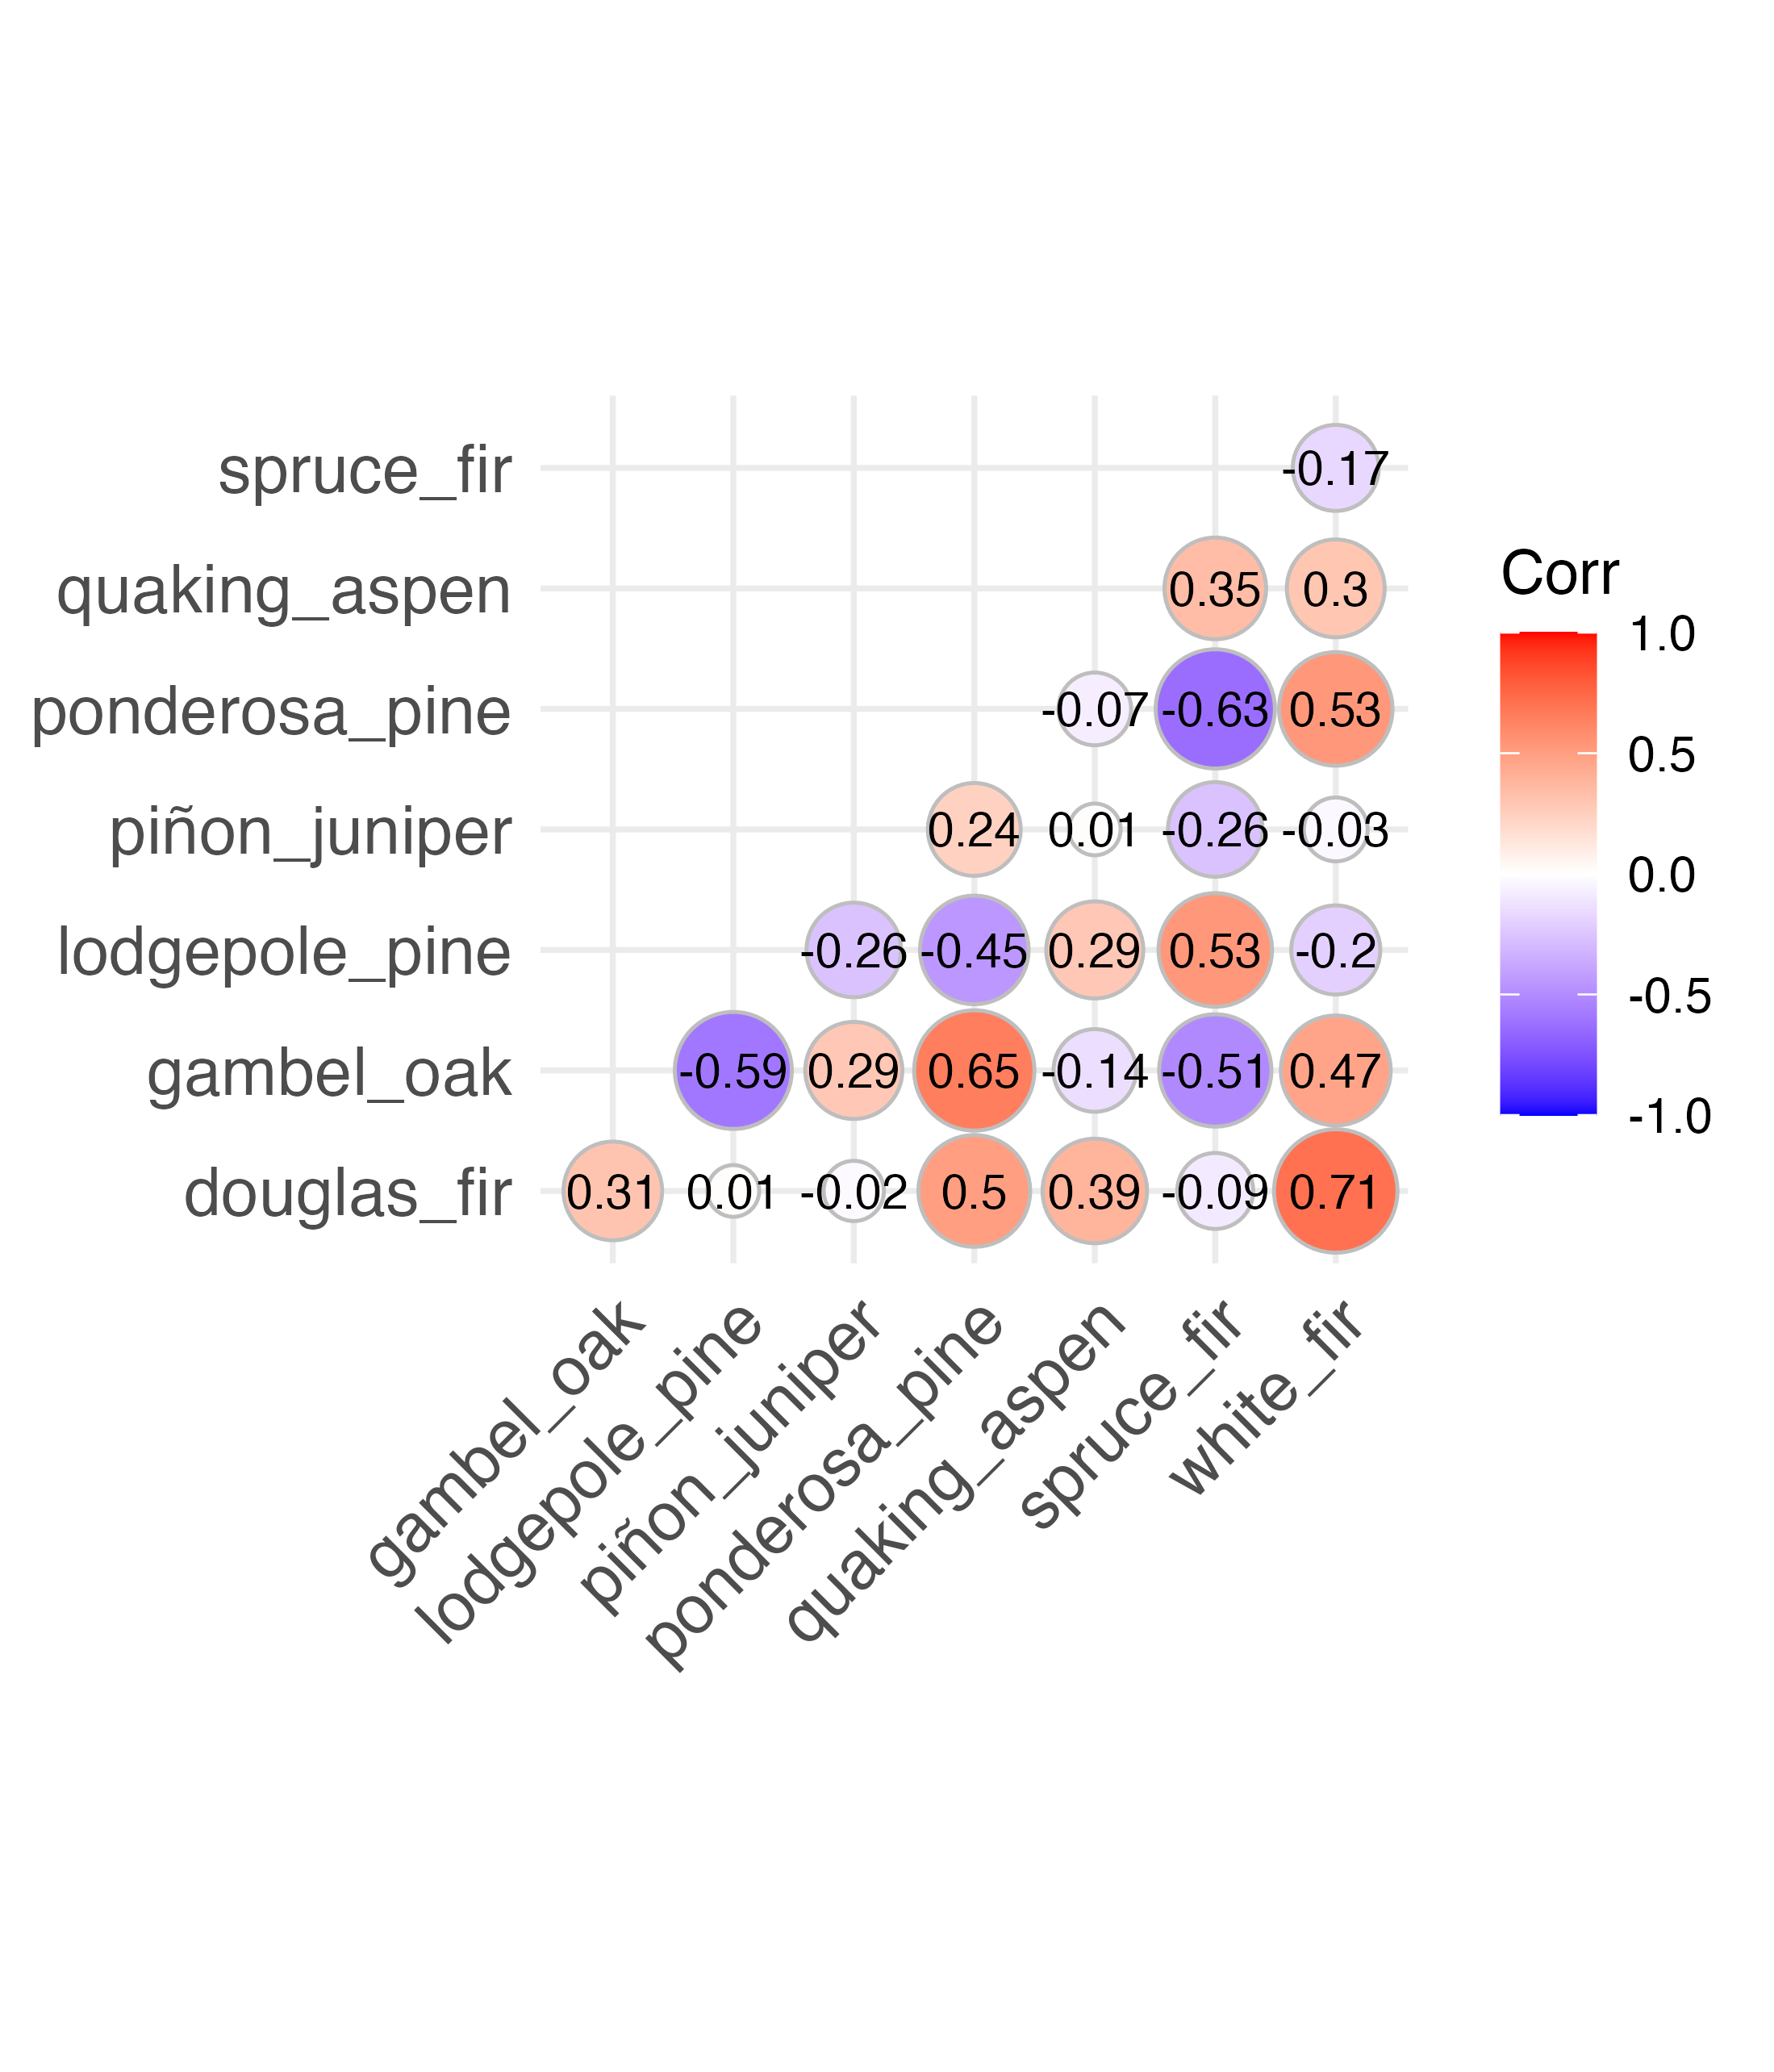 spruce_fir -0.17
quaking_aspen 0.35 0.3
ponderosa_pine -0.07 -0.63 0.53
piñon_juniper 0.24 0.01 -0.26 -0.03
lodgepole_pine -0.26 -0.45 0.29 0.53 -0.2
gambel_oak -0.59 0.29 0.65 -0.14 -0.51 0.47
douglas_fir 0.31 0.01 -0.02 0.5 0.39 -0.09 0.71
gambel_oak
lodgepole_pine
piñon_juniper
ponderosa_pine
quaking_aspen
spruce_fir
white_fir
Corr
1.0
0.5
0.0
-0.5
-1.0